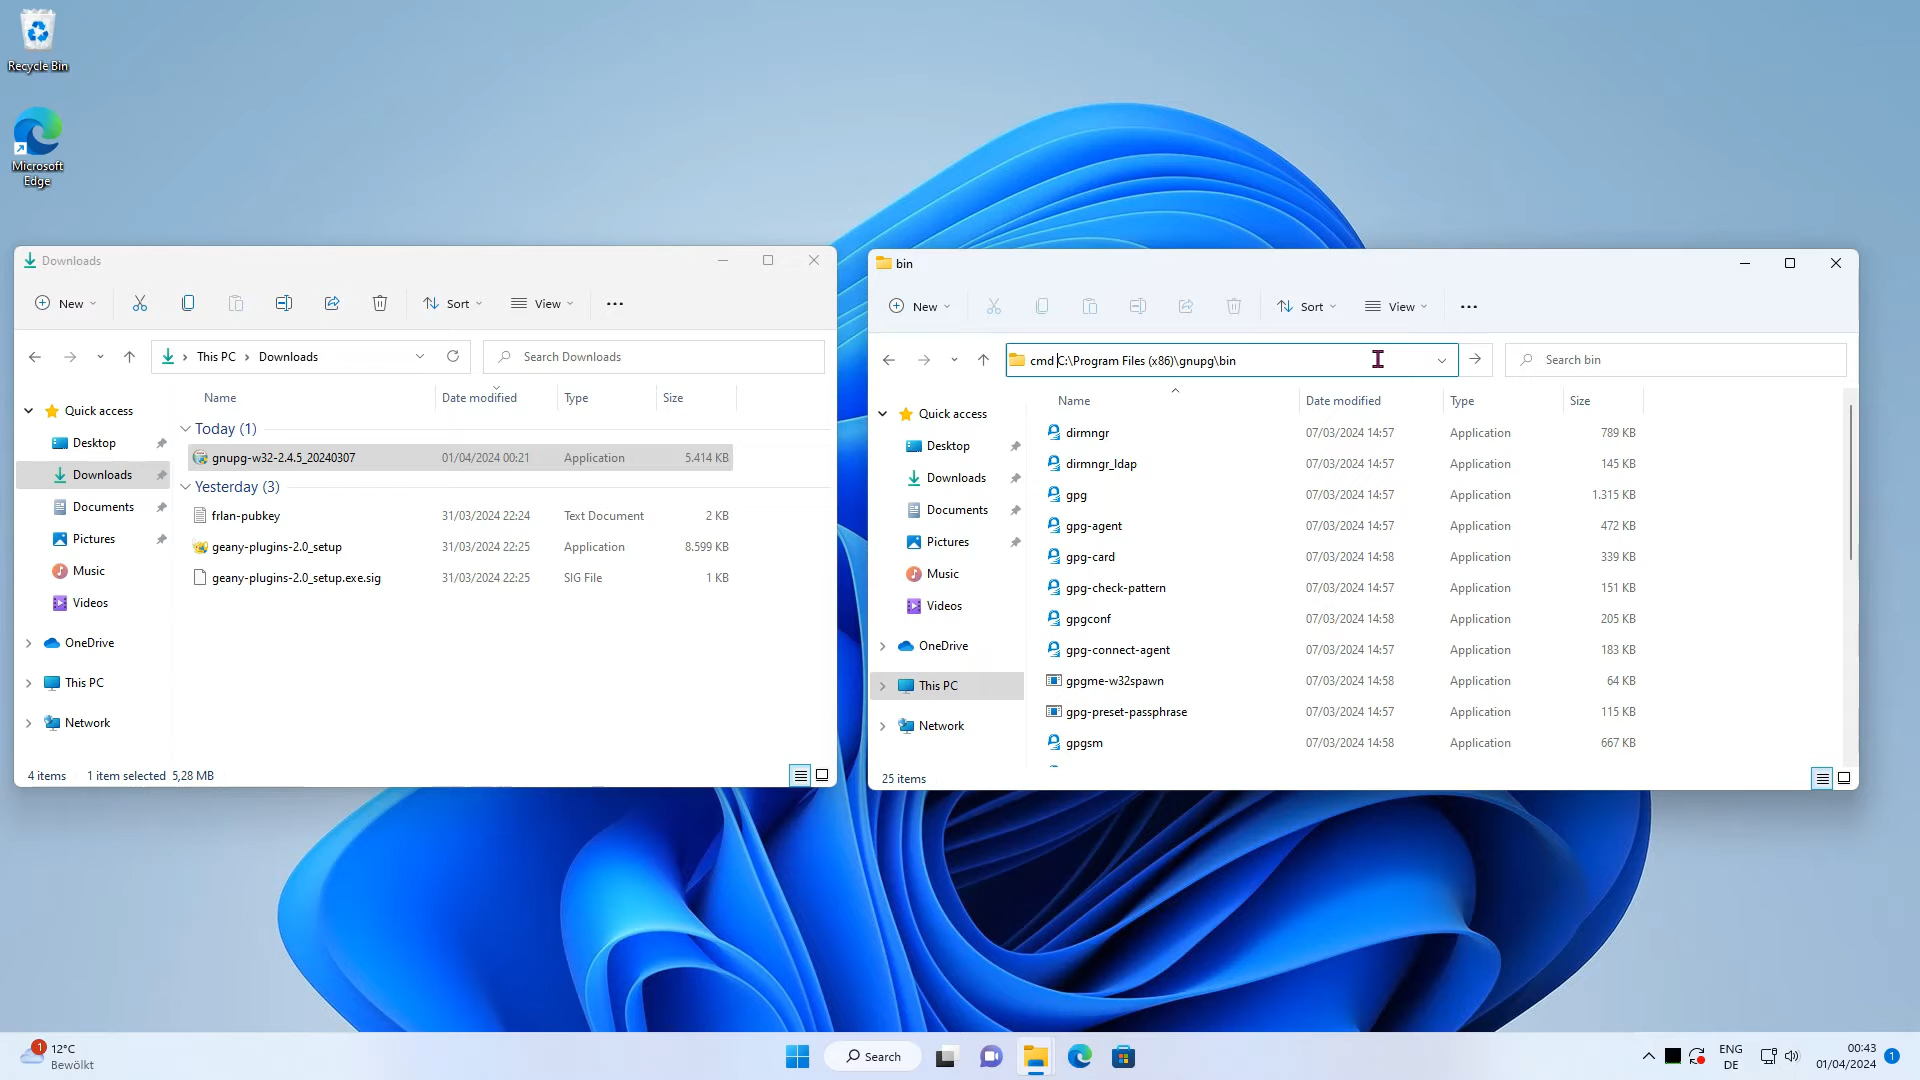 Recycle Bin
Microsoft
Edge
Downloads
New
Sort
View
This PC
Downloads
Search Downloads
Quick access
Desktop
Downloads
Documents
Pictures
Music
Videos
OneDrive
This PC
Network
Name Date modified Type Size
Today (1)
gnupg-w32-2.4.5_20240307 01/04/2024 00:21 Application 5.414 KB
Yesterday (3)
frlan-pubkey 31/03/2024 22:24 Text Document 2 KB
geany-plugins-2.0_setup 31/03/2024 22:25 Application 8.599 KB
geany-plugins-2.0_setup.exe.sig 31/03/2024 22:25 SIG File 1 KB
4 items 1 item selected 5,28 MB
bin
New
Sort
View
cmd C:\Program Files (x86)\gnupg\bin
Search bin
Quick access
Desktop
Downloads
Documents
Pictures
Music
Videos
OneDrive
This PC
Network
Name Date modified Type Size
dirmngr 07/03/2024 14:57 Application 789 KB
dirmngr_ldap 07/03/2024 14:57 Application 145 KB
gpg 07/03/2024 14:57 Application 1.315 KB
gpg-agent 07/03/2024 14:57 Application 472 KB
gpg-card 07/03/2024 14:58 Application 339 KB
gpg-check-pattern 07/03/2024 14:57 Application 151 KB
gpgconf 07/03/2024 14:58 Application 205 KB
gpg-connect-agent 07/03/2024 14:57 Application 183 KB
gpgme-w32spawn 07/03/2024 14:58 Application 64 KB
gpg-preset-passphrase 07/03/2024 14:57 Application 115 KB
gpgsm 07/03/2024 14:58 Application 667 KB
25 items
1
12°C
Bewölkt
Search
ENG
DE
00:43
01/04/2024
1